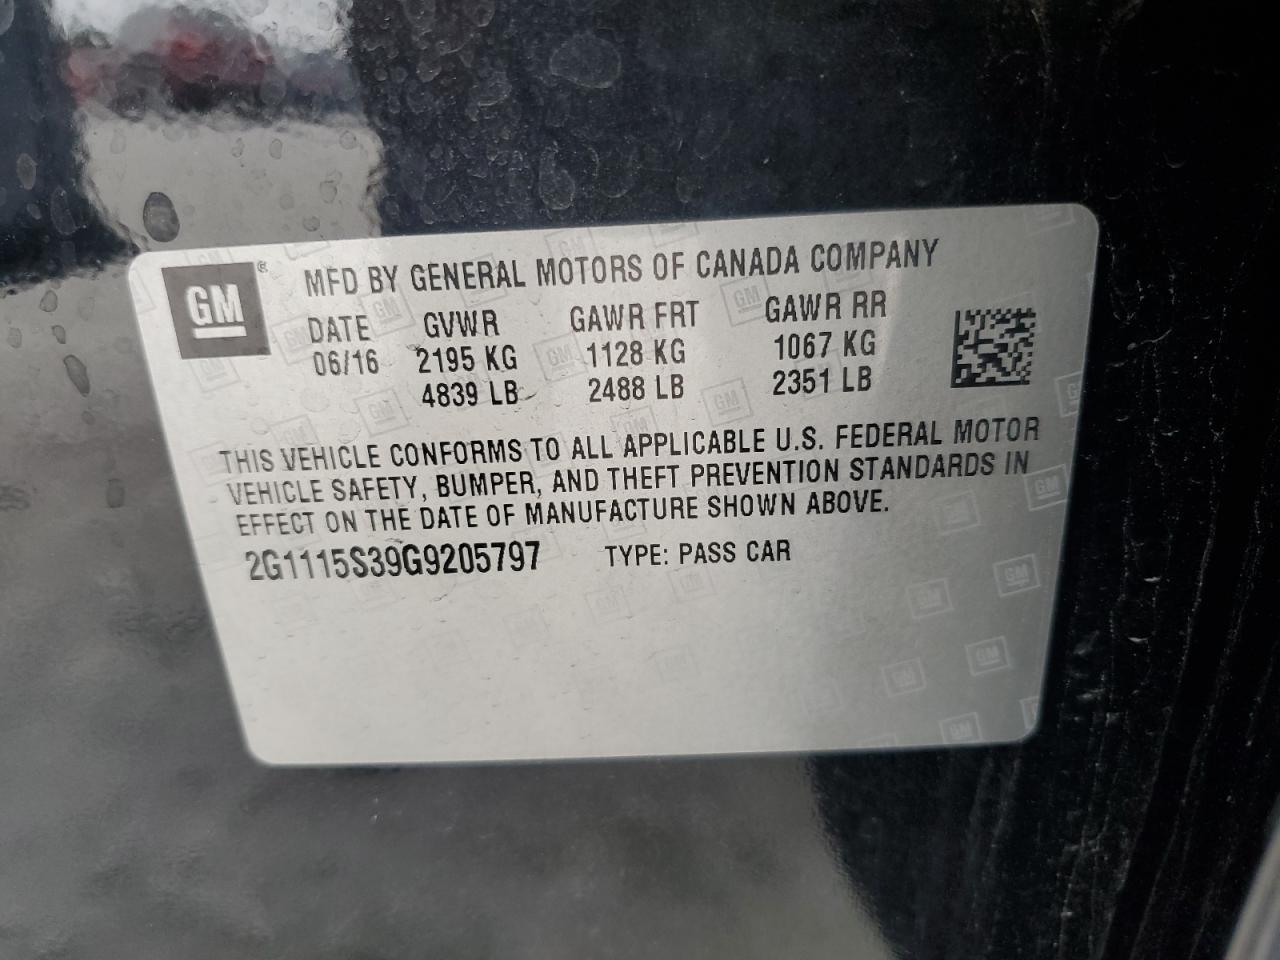 GM ® MFD BY GENERAL MOTORS OF CANADA COMPANY
DATE GVWR GAWR FRT GAWR RR
06/16 2195 KG 1128 KG 1067 KG
4839 LB 2488 LB 2351 LB
THIS VEHICLE CONFORMS TO ALL APPLICABLE U.S. FEDERAL MOTOR
VEHICLE SAFETY, BUMPER, AND THEFT PREVENTION STANDARDS IN
EFFECT ON THE DATE OF MANUFACTURE SHOWN ABOVE.
2G1115S39G9205797 TYPE: PASS CAR